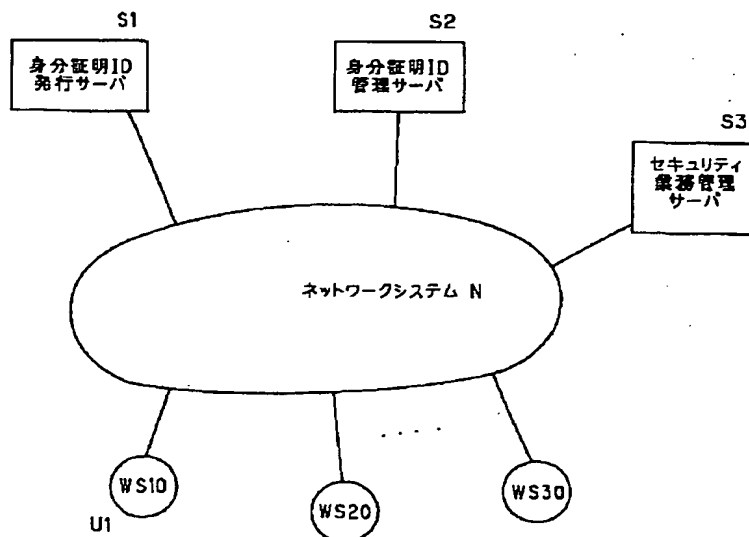 S1
身分証明ID
発行サーバ
S2
身分証明ID
管理サーバ
S3
セキュリティ
業務管理
サーバ
ネットワークシステム N
....
WS10
U1
WS20
WS30